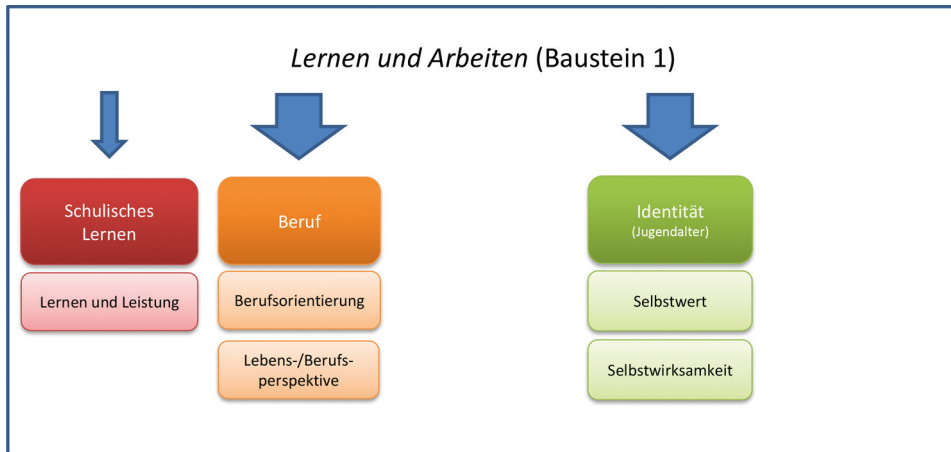 Lernen und Arbeiten (Baustein 1)
Schulisches
Lernen
Lernen und Leistung
Beruf
Berufsorientierung
Lebens-/Berufs-
perspektive
Identität
(Jugendalter)
Selbstwert
Selbstwirksamkeit